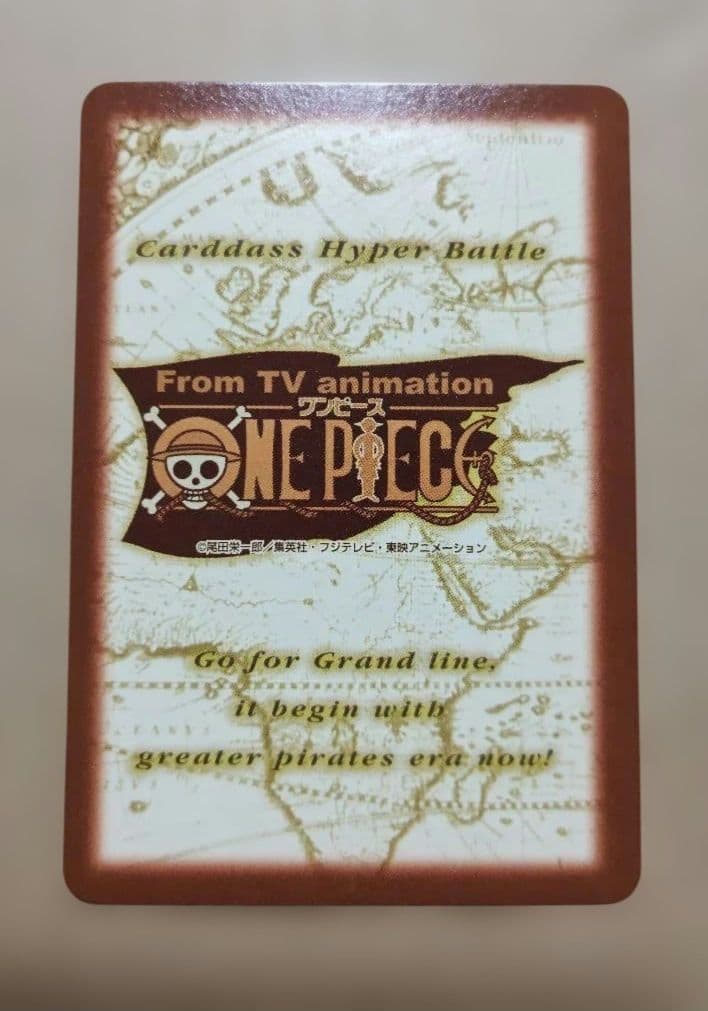 Septentrio
Carddass Hyper Battle
From TV animation
ワンピース
ONE PIECE
©尾田栄一郎／集英社・フジテレビ・東映アニメーション
Go for Grand line,
it begin with
greater pirates era now!